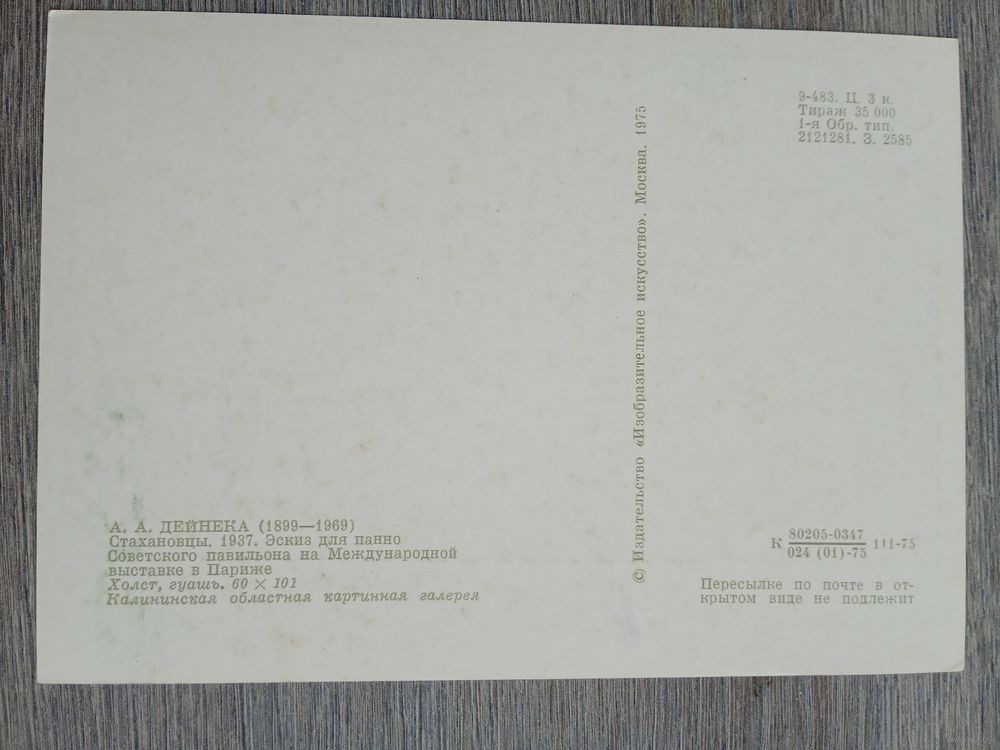 9-483. Ц. 3 к.
Тираж 35 000
1-я Обр. тип.
2121281. З. 2585
© Издательство «Изобразительное искусство». Москва. 1975
А. А. ДЕЙНЕКА (1899—1969)
Стахановцы. 1937. Эскиз для панно
Советского павильона на Международной
выставке в Париже
Холст, гуашь. 60 × 101
Калининская областная картинная галерея
К 80205-0347 111-75
024 (01)-75
Пересылке по почте в от-
крытом виде не подлежит